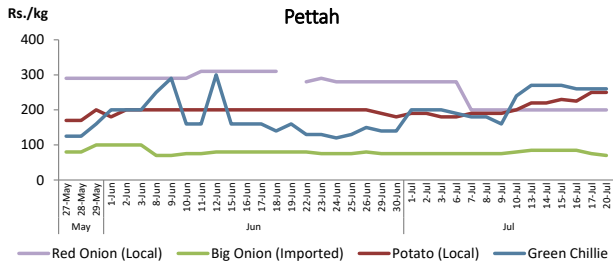 Rs./kg
Pettah
400
300
200
100
0
27-May 28-May 29-May 1-Jun 2-Jun 3-Jun 8-Jun 9-Jun 10-Jun 11-Jun 12-Jun 15-Jun 16-Jun 17-Jun 18-Jun 19-Jun 22-Jun 23-Jun 24-Jun 25-Jun 26-Jun 29-Jun 30-Jun 1-Jul 2-Jul 3-Jul 6-Jul 7-Jul 8-Jul 9-Jul 10-Jul 13-Jul 14-Jul 15-Jul 16-Jul 17-Jul 20-Jul
May Jun Jul
Red Onion (Local) Big Onion (Imported) Potato (Local) Green Chillie